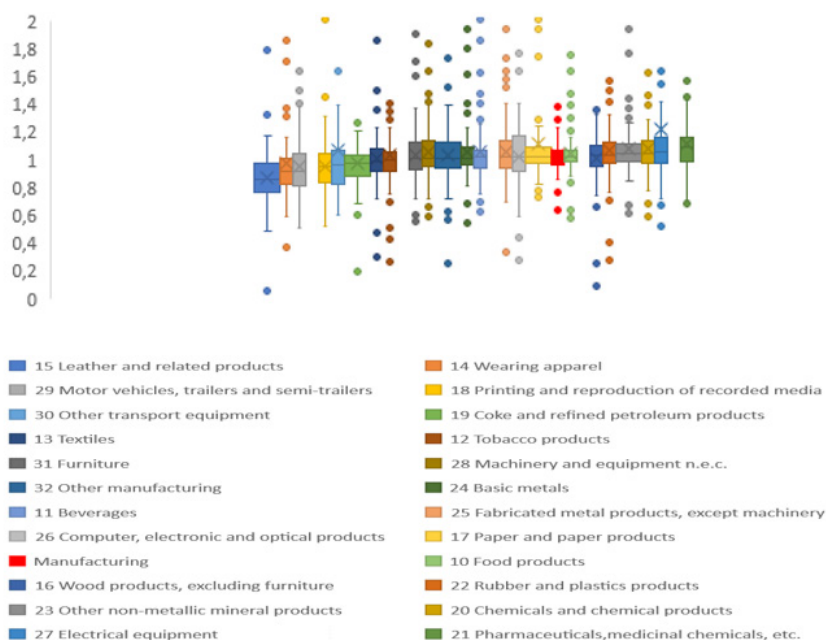 2
1,8
1,6
1,4
1,2
1
0,8
0,6
0,4
0,2
0
15 Leather and related products
14 Wearing apparel
29 Motor vehicles, trailers and semi-trailers
18 Printing and reproduction of recorded media
30 Other transport equipment
19 Coke and refined petroleum products
13 Textiles
12 Tobacco products
31 Furniture
28 Machinery and equipment n.e.c.
32 Other manufacturing
24 Basic metals
11 Beverages
25 Fabricated metal products, except machinery
26 Computer, electronic and optical products
17 Paper and paper products
Manufacturing
10 Food products
16 Wood products, excluding furniture
22 Rubber and plastics products
23 Other non-metallic mineral products
20 Chemicals and chemical products
27 Electrical equipment
21 Pharmaceuticals,medicinal chemicals, etc.